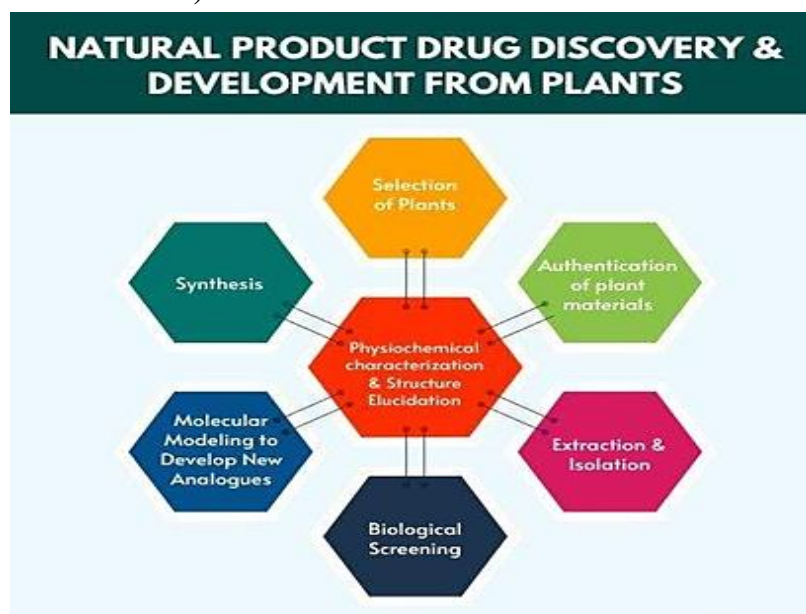 NATURAL PRODUCT DRUG DISCOVERY &
DEVELOPMENT FROM PLANTS
Selection
of Plants
Authentication
of plant
materials
Extraction &
Isolation
Biological
Screening
Molecular
Modeling to
Develop New
Analogues
Synthesis
Physiochemical
characterization
& Structure
Elucidation